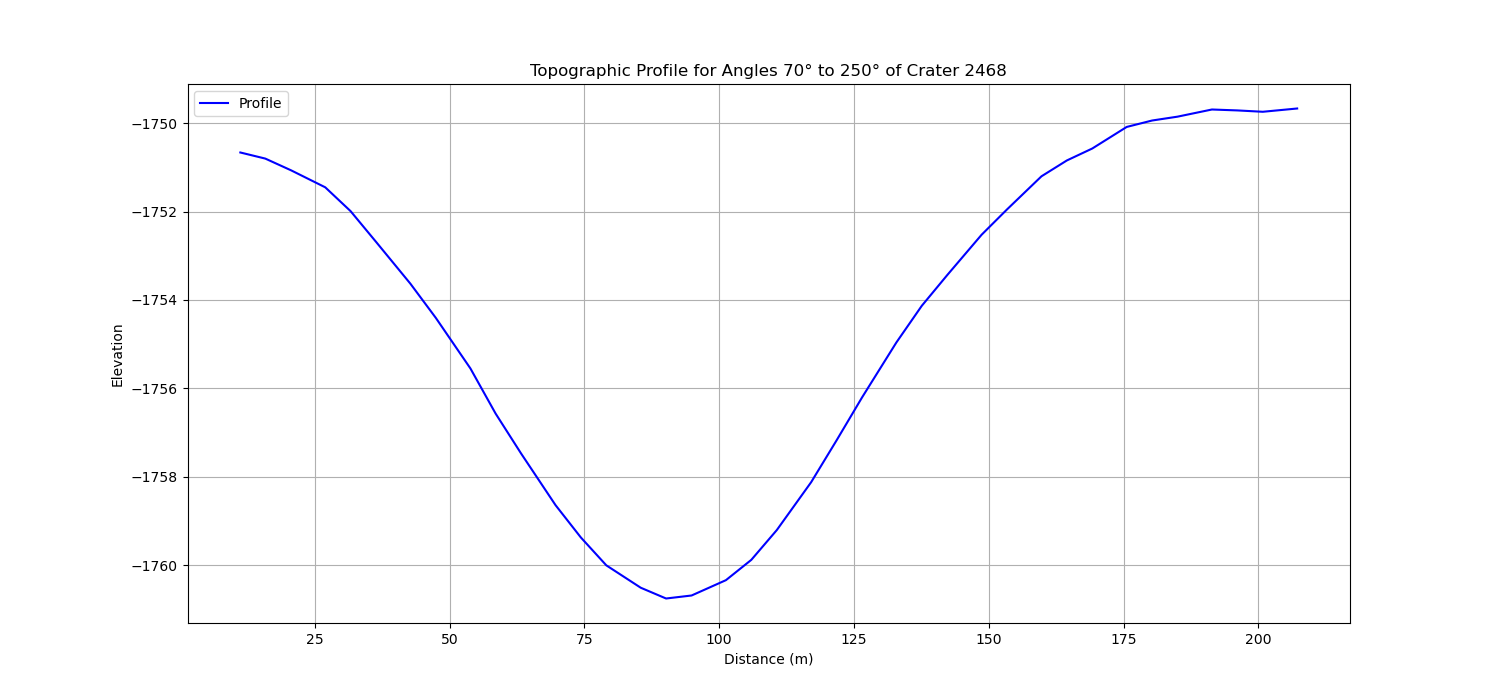 Topographic Profile for Angles 70° to 250° of Crater 2468
Profile
−1750
−1752
−1754
−1756
−1758
−1760
Elevation
25 50 75 100 125 150 175 200
Distance (m)